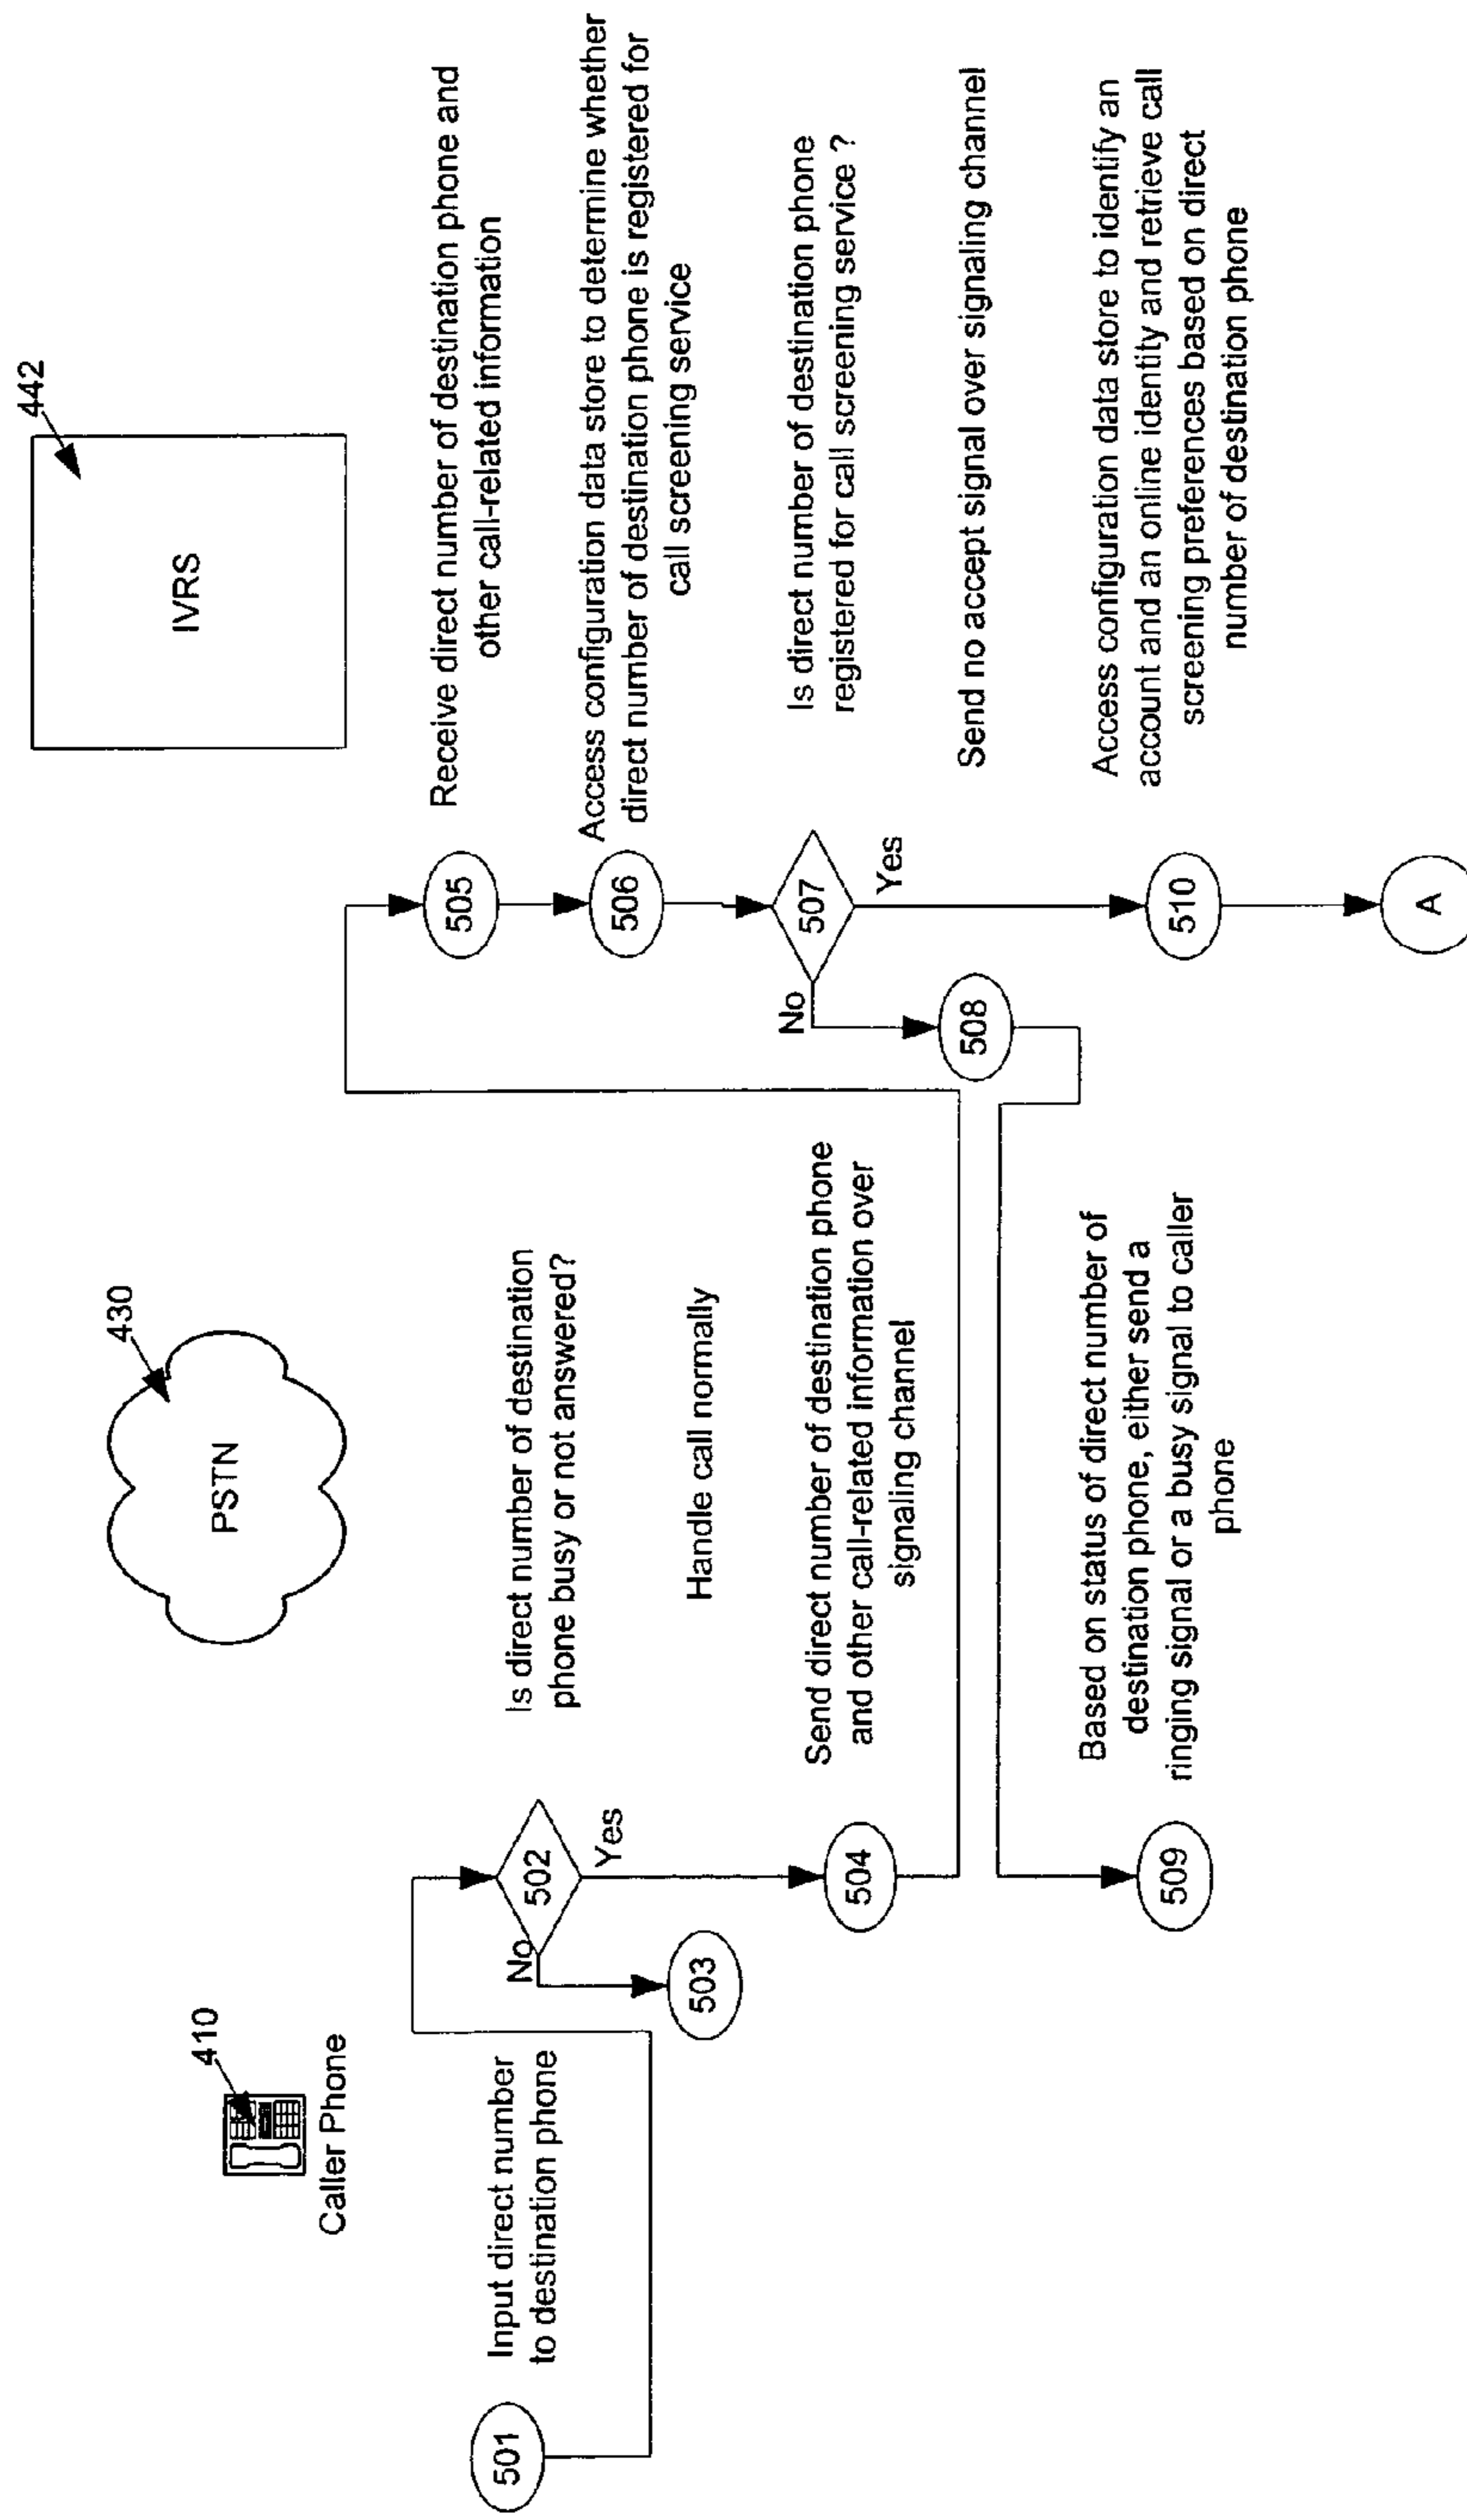 410
Caller Phone
430
PSTN
442
IVRS
501
Input direct number
to destination phone
502
No
Yes
Is direct number of destination
phone busy or not answered?
503
Handle call normally
504
Send direct number of destination phone
and other call-related information over
signaling channel
505
Receive direct number of destination phone and
other call-related information
506
Access configuration data store to determine whether
direct number of destination phone is registered for
call screening service
507
No
Yes
Is direct number of destination phone
registered for call screening service ?
508
Send no accept signal over signaling channel
509
Based on status of direct number of
destination phone, either send a
ringing signal or a busy signal to caller
phone
510
Access configuration data store to identify an
account and an online identity and retrieve call
screening preferences based on direct
number of destination phone
A